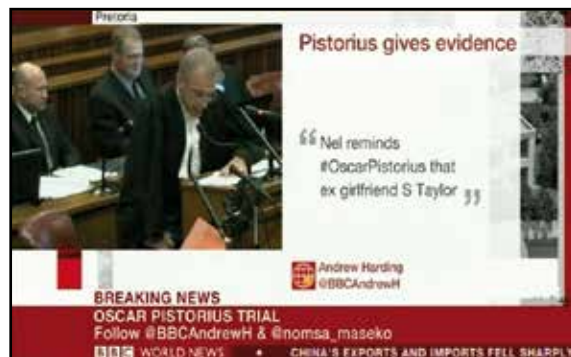 Pretoria
Pistorius gives evidence
“ Nel reminds
#OscarPistorius that
ex girlfriend S Taylor ”
Andrew Harding
@BBCAndrewH
BREAKING NEWS
OSCAR PISTORIUS TRIAL
Follow @BBCAndrewH & @nomsa_maseko
BBC WORLD NEWS • CHINA'S EXPORTS AND IMPORTS FELL SHARPLY